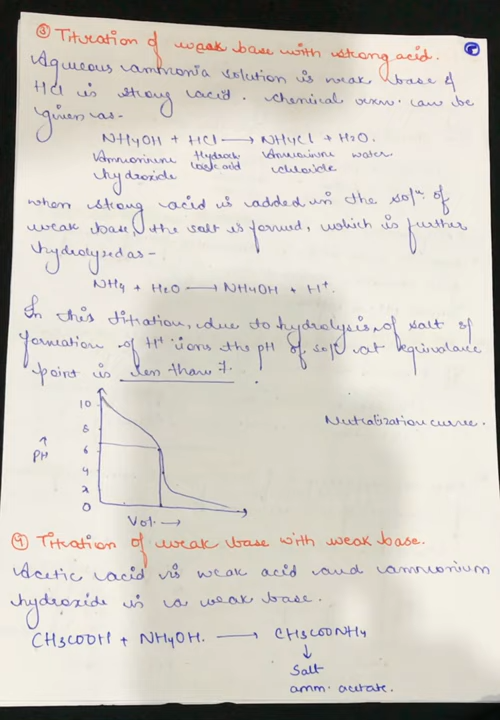 ③ Titration of weak base with strong acid.
Aqueous ammonia solution is weak base &
HCl is strong acid. Chemical rxn. can be
given as-
NH4OH + HCl → NH4Cl + H2O.
Ammonium Hydroch Ammonium water
hydroxide loric acid chloride
when strong acid is added in the solⁿ. of
weak base, the salt is formed, which is further
hydrolysed as-
NH4 + H2O → NH4OH + H⁺.
In this titration, due to hydrolysis of salt &
formation of H⁺ ions the pH of solⁿ at equivalance
point is less than 7.
Nutralization curve.
10
8
6
4
2
0
PH →
Vol. →
④ Titration of weak base with weak base.
Acetic acid is weak acid and ammonium
hydroxide is a weak base.
CH3COOH + NH4OH. → CH3COONH4
↓
Salt
amm. acetate.